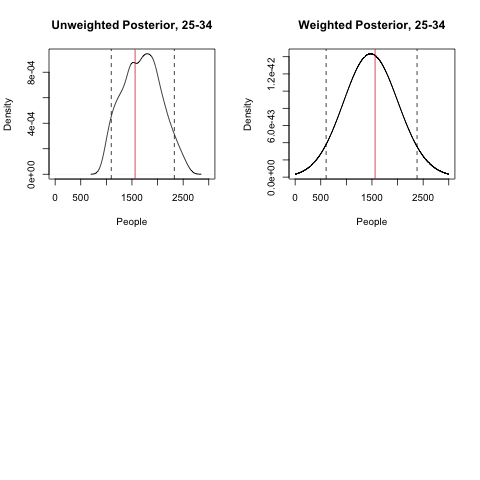 Unweighted Posterior, 25-34
Density
0e+00 4e-04 8e-04
0 500 1500 2500
People
Weighted Posterior, 25-34
Density
0.0e+00 6.0e-43 1.2e-42
0 500 1500 2500
People